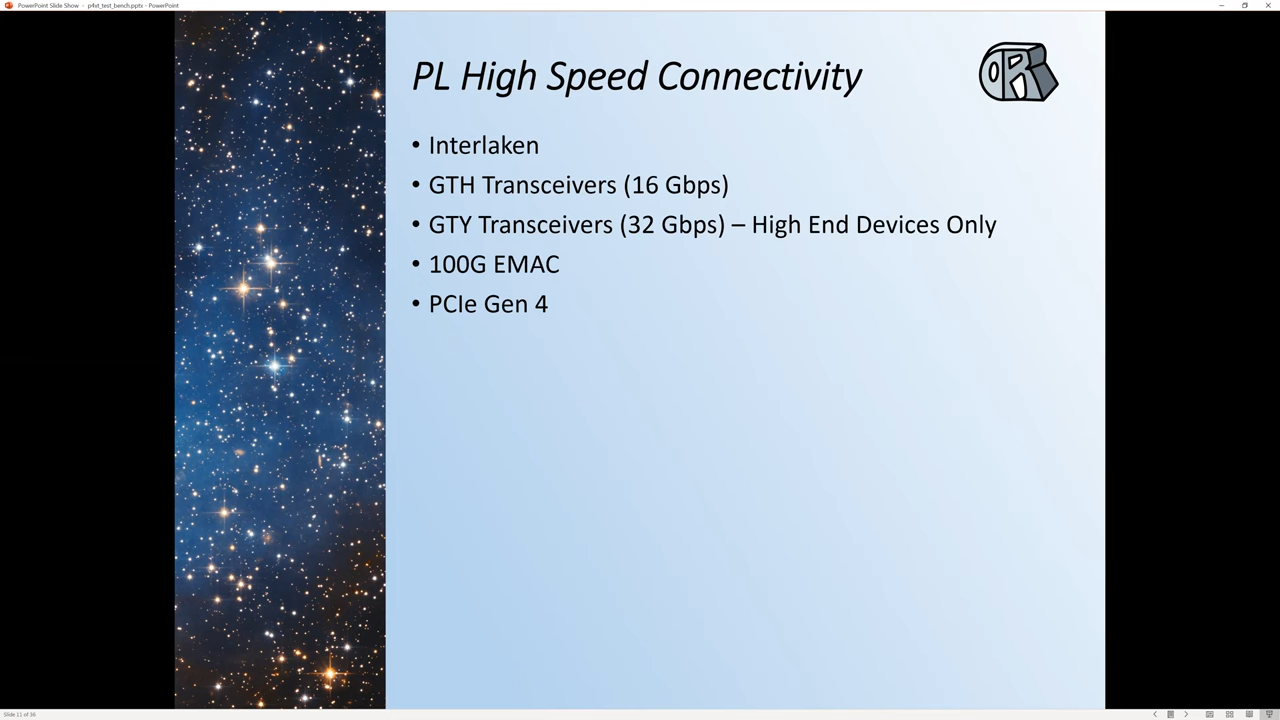 PowerPoint Slide Show - p4st_test_bench.pptx - PowerPoint
PL High Speed Connectivity
ORK
• Interlaken
• GTH Transceivers (16 Gbps)
• GTY Transceivers (32 Gbps) – High End Devices Only
• 100G EMAC
• PCIe Gen 4
Slide 11 of 36